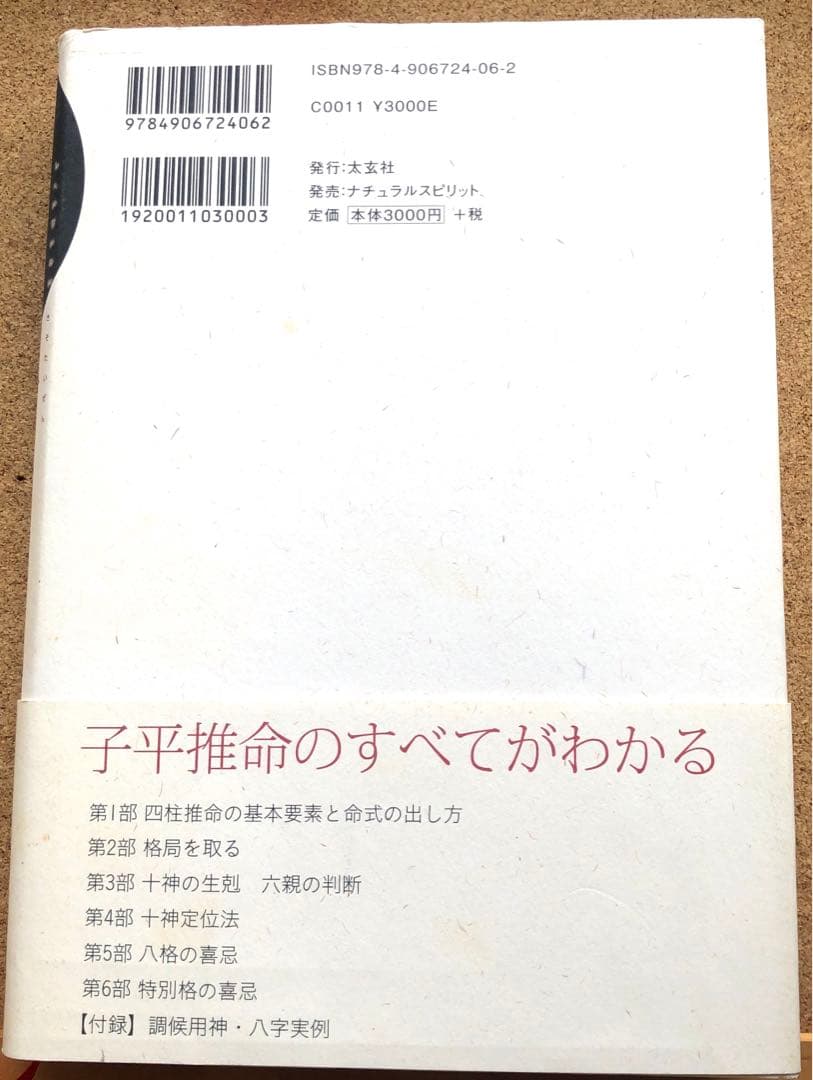 ISBN978-4-906724-06-2
9784906724062
C0011 ¥3000E
1920011030003
発行:太玄社
発売:ナチュラルスピリット
定価 本体3000円 +税
子平推命のすべてがわかる
第1部 四柱推命の基本要素と命式の出し方
第2部 格局を取る
第3部 十神の生剋　六親の判断
第4部 十神定位法
第5部 八格の喜忌
第6部 特別格の喜忌
【付録】 調候用神・八字実例